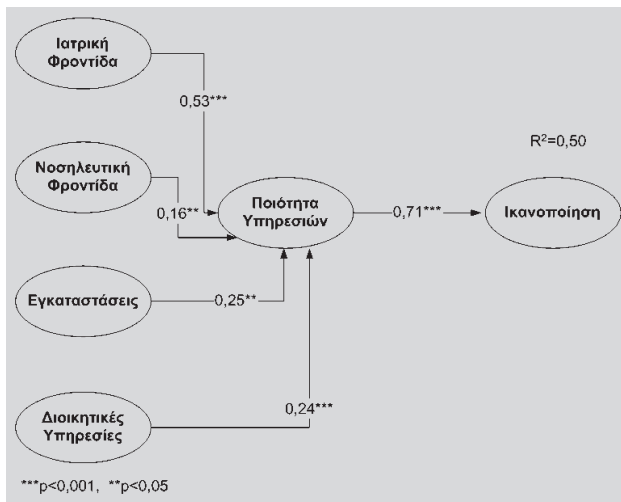 Ιατρική
Φροντίδα
0,53***
R²=0,50
Νοσηλευτική
Φροντίδα
0,16**
Ποιότητα
Υπηρεσιών
0,71***
Ικανοποίηση
Εγκαταστάσεις
0,25**
Διοικητικές
Υπηρεσίες
0,24***
***p<0,001, **p<0,05